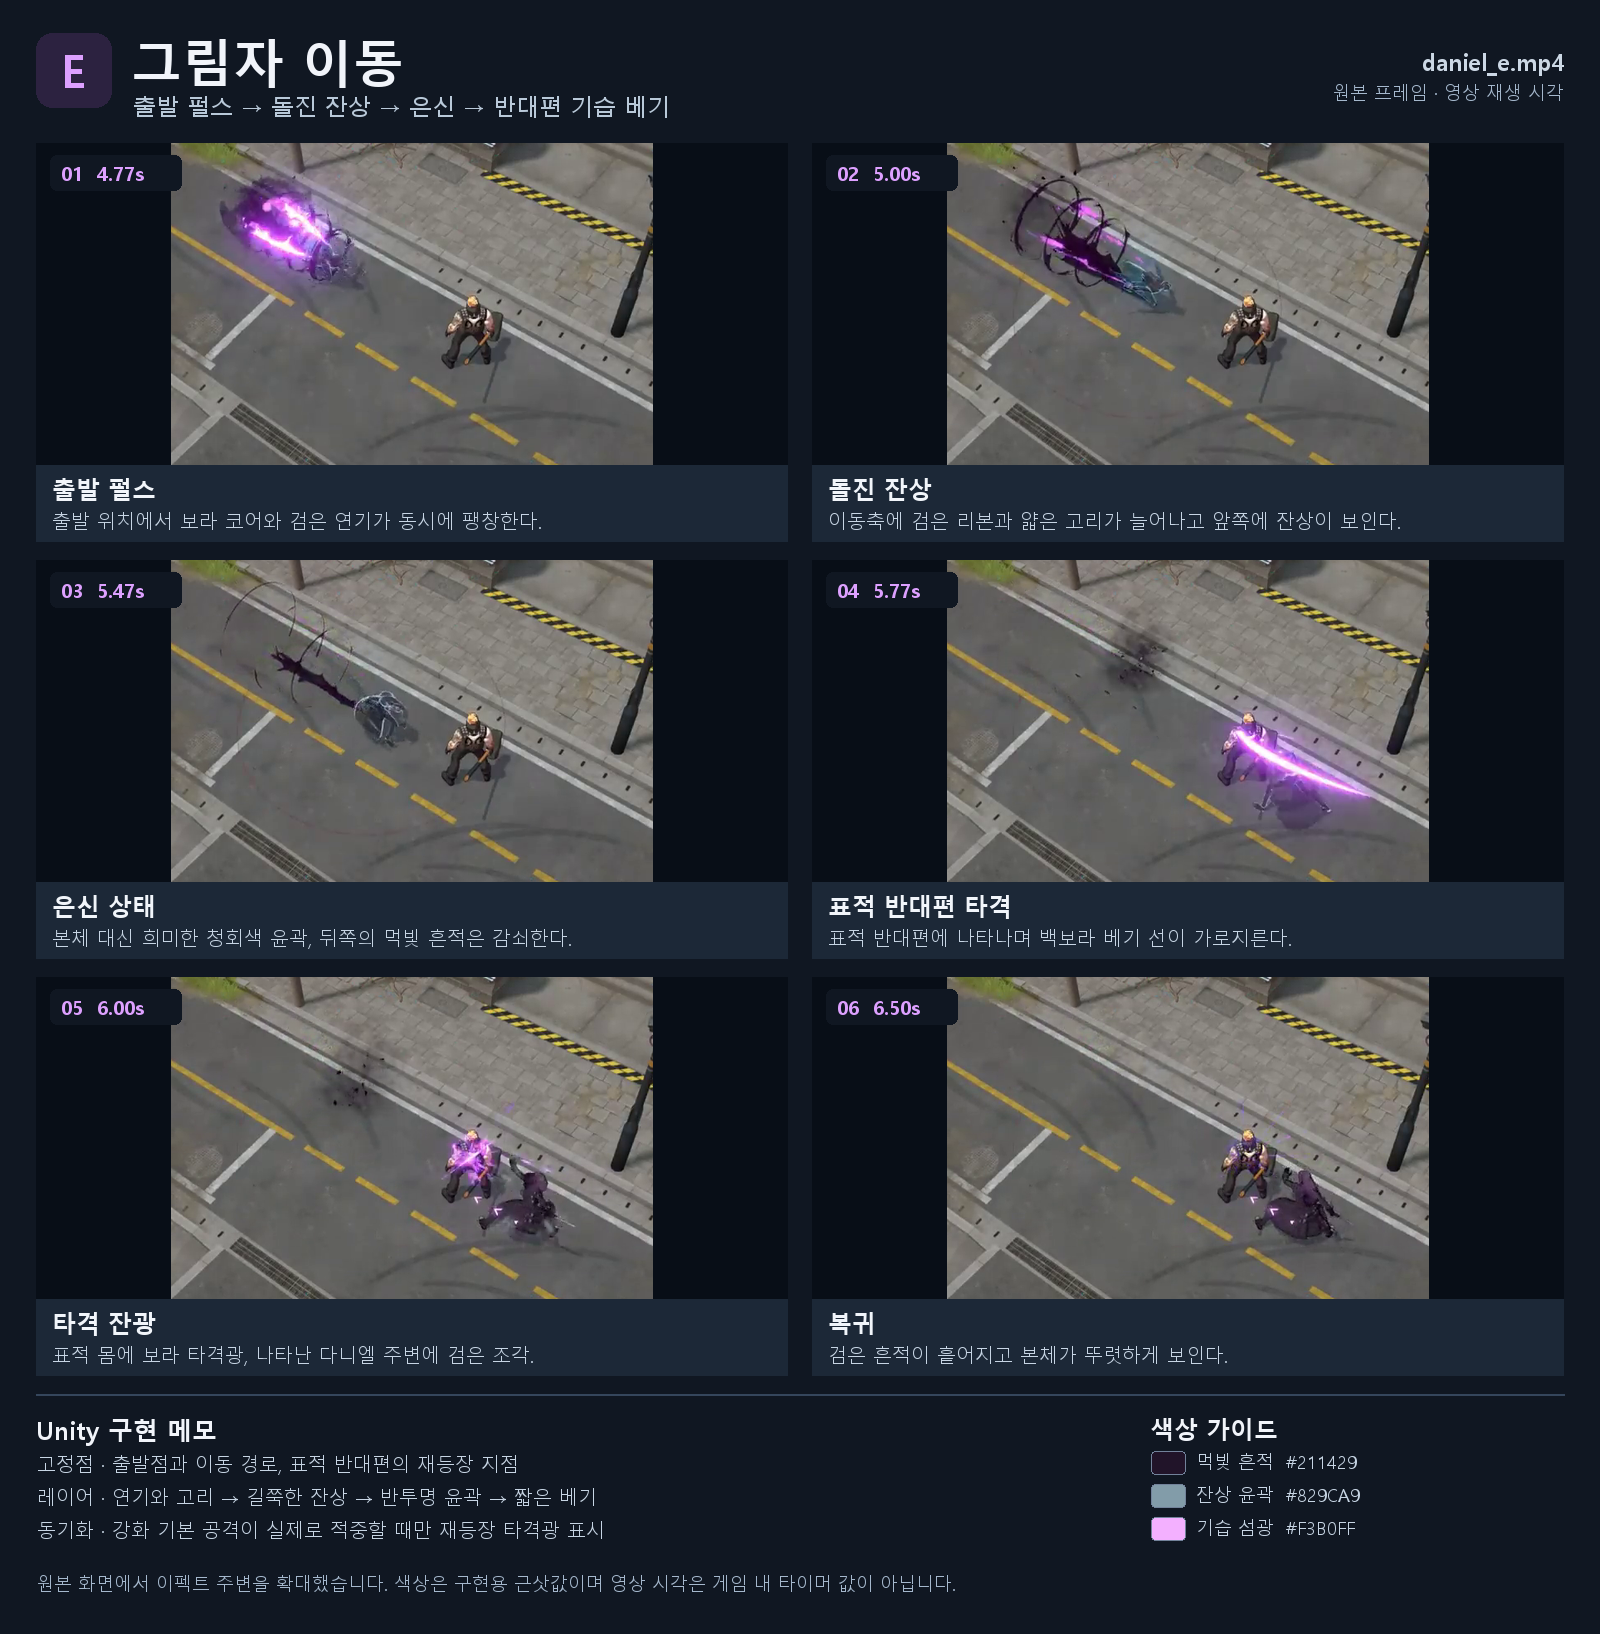 E
그림자 이동
출발 펄스 → 돌진 잔상 → 은신 → 반대편 기습 베기
daniel_e.mp4
원본 프레임 · 영상 재생 시각
01 4.77s
02 5.00s
출발 펄스
출발 위치에서 보라 코어와 검은 연기가 동시에 팽창한다.
돌진 잔상
이동축에 검은 리본과 얇은 고리가 늘어나고 앞쪽에 잔상이 보인다.
03 5.47s
04 5.77s
은신 상태
본체 대신 희미한 청회색 윤곽, 뒤쪽의 먹빛 흔적은 감쇠한다.
표적 반대편 타격
표적 반대편에 나타나며 백보라 베기 선이 가로지른다.
05 6.00s
06 6.50s
타격 잔광
표적 몸에 보라 타격광, 나타난 다니엘 주변에 검은 조각.
복귀
검은 흔적이 흩어지고 본체가 뚜렷하게 보인다.
Unity 구현 메모
고정점 · 출발점과 이동 경로, 표적 반대편의 재등장 지점
레이어 · 연기와 고리 → 길쭉한 잔상 → 반투명 윤곽 → 짧은 베기
동기화 · 강화 기본 공격이 실제로 적중할 때만 재등장 타격광 표시
색상 가이드
먹빛 흔적 #211429
잔상 윤곽 #829CA9
기습 섬광 #F3B0FF
원본 화면에서 이펙트 주변을 확대했습니다. 색상은 구현용 근삿값이며 영상 시각은 게임 내 타이머 값이 아닙니다.